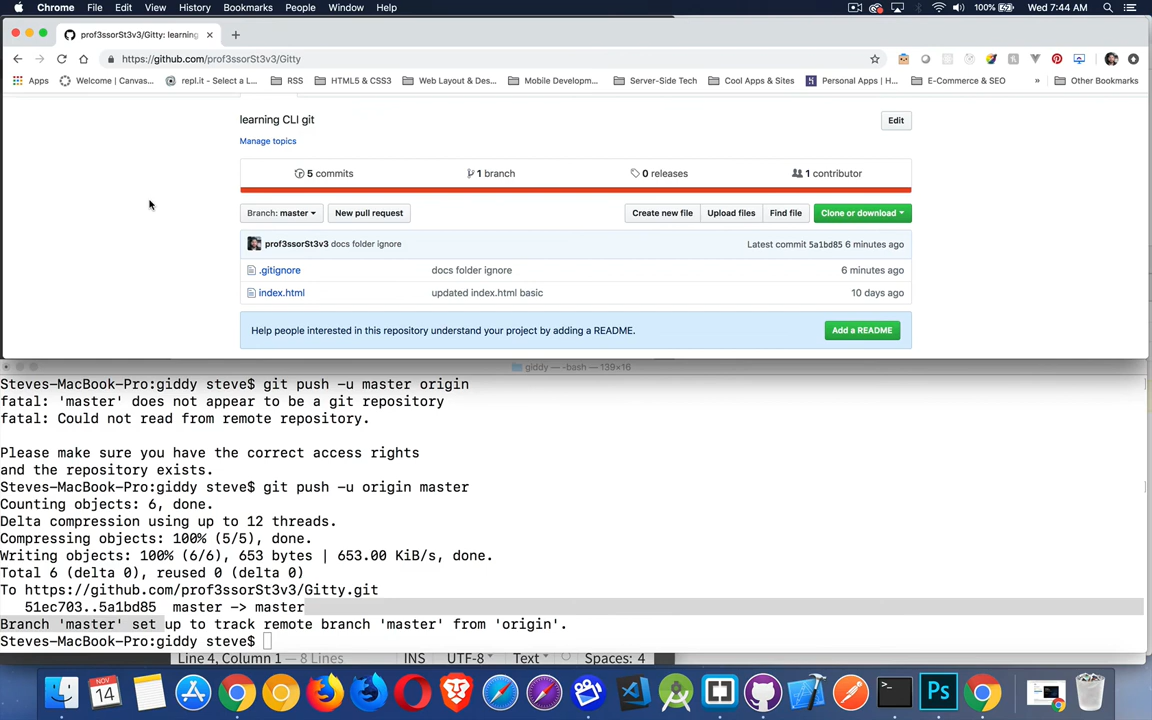 Chrome File Edit View History Bookmarks People Window Help 100% Wed 7:44 AM
prof3ssorSt3v3/Gitty: learning
https://github.com/prof3ssorSt3v3/Gitty
Apps Welcome | Canvas... repl.it - Select a L... RSS HTML5 & CSS3 Web Layout & Des... Mobile Developm... Server-Side Tech Cool Apps & Sites Personal Apps | H... E-Commerce & SEO » Other Bookmarks
learning CLI git Edit
Manage topics
5 commits 1 branch 0 releases 1 contributor
Branch: master New pull request Create new file Upload files Find file Clone or download
prof3ssorSt3v3 docs folder ignore Latest commit 5a1bd85 6 minutes ago
.gitignore docs folder ignore 6 minutes ago
index.html updated index.html basic 10 days ago
Help people interested in this repository understand your project by adding a README. Add a README
giddy — -bash — 139×16
Steves-MacBook-Pro:giddy steve$ git push -u master origin
fatal: 'master' does not appear to be a git repository
fatal: Could not read from remote repository.
Please make sure you have the correct access rights
and the repository exists.
Steves-MacBook-Pro:giddy steve$ git push -u origin master
Counting objects: 6, done.
Delta compression using up to 12 threads.
Compressing objects: 100% (5/5), done.
Writing objects: 100% (6/6), 653 bytes | 653.00 KiB/s, done.
Total 6 (delta 0), reused 0 (delta 0)
To https://github.com/prof3ssorSt3v3/Gitty.git
51ec703..5a1bd85 master -> master
Branch 'master' set up to track remote branch 'master' from 'origin'.
Steves-MacBook-Pro:giddy steve$
Line 4, Column 1 — 8 Lines INS UTF-8 Text Spaces: 4
NOV
14
Ps